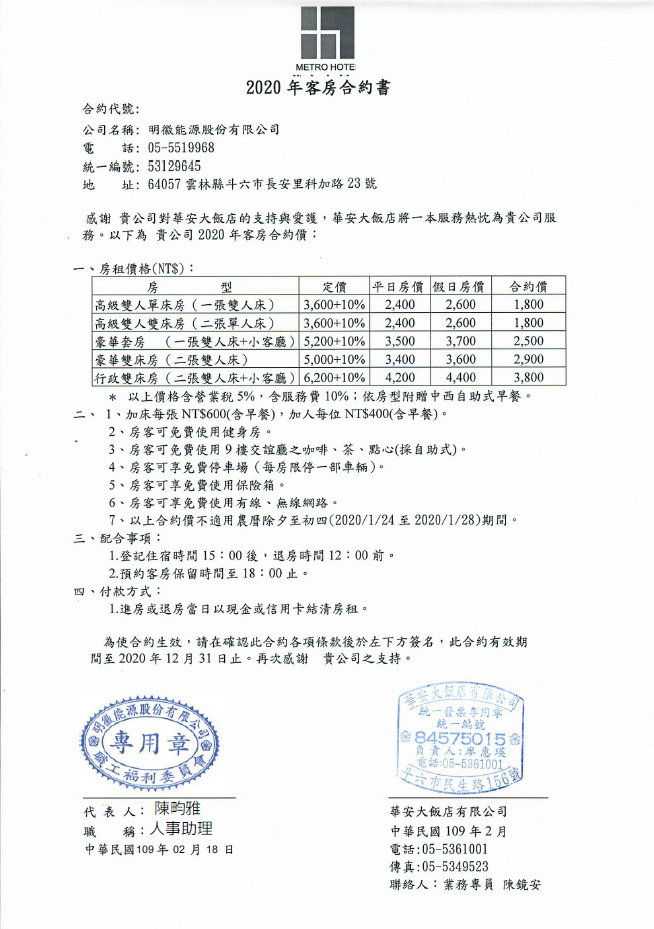 METRO HOTE
2020 年客房合約書
合約代號:
公司名稱: 明徽能源股份有限公司
電 話: 05-5519968
統一編號: 53129645
地 址: 64057 雲林縣斗六市長安里科加路 23 號
感謝 貴公司對華安大飯店的支持與愛護，華安大飯店將一本服務熱忱為貴公司服
務。以下為 貴公司 2020 年客房合約價：
一、房租價格(NT$)：
房 型 定價 平日房價 假日房價 合約價
高級雙人單床房（一張雙人床） 3,600+10% 2,400 2,600 1,800
高級雙人雙床房（二張單人床） 3,600+10% 2,400 2,600 1,800
豪華套房 （一張雙人床+小客廳） 5,200+10% 3,500 3,700 2,500
豪華雙床房（二張雙人床） 5,000+10% 3,400 3,600 2,900
行政雙床房（二張雙人床+小客廳） 6,200+10% 4,200 4,400 3,800
* 以上價格含營業稅 5%，含服務費 10%；依房型附贈中西自助式早餐。
二、 1、加床每張 NT$600(含早餐)，加人每位 NT$400(含早餐)。
2、房客可免費使用健身房。
3、房客可免費使用 9 樓交誼廳之咖啡、茶、點心(採自助式)。
4、房客可享免費停車場（每房限停一部車輛）。
5、房客可享免費使用保險箱。
6、房客可享免費使用有線、無線網路。
7、以上合約價不適用農曆除夕至初四(2020/1/24 至 2020/1/28)期間。
三、配合事項：
1.登記住宿時間 15：00 後，退房時間 12：00 前。
2.預約客房保留時間至 18：00 止。
四、付款方式：
1.進房或退房當日以現金或信用卡結清房租。
為使合約生效，請在確認此合約各項條款後於左下方簽名，此合約有效期
間至 2020 年 12 月 31 日止。再次感謝 貴公司之支持。
明徽能源股份有限公司
專用章
職工福利委員會
華安大飯店有限公司
統一發票專用章
統一編號
84575015
負責人:廖惠瑛
電話:05-5361001
斗六市民生路156號
代 表 人： 陳畇雅
職 稱：人事助理
中華民國109 年 02 月 18 日
華安大飯店有限公司
中華民國 109 年 2 月
電話:05-5361001
傳真:05-5349523
聯絡人：業務專員 陳鏡安